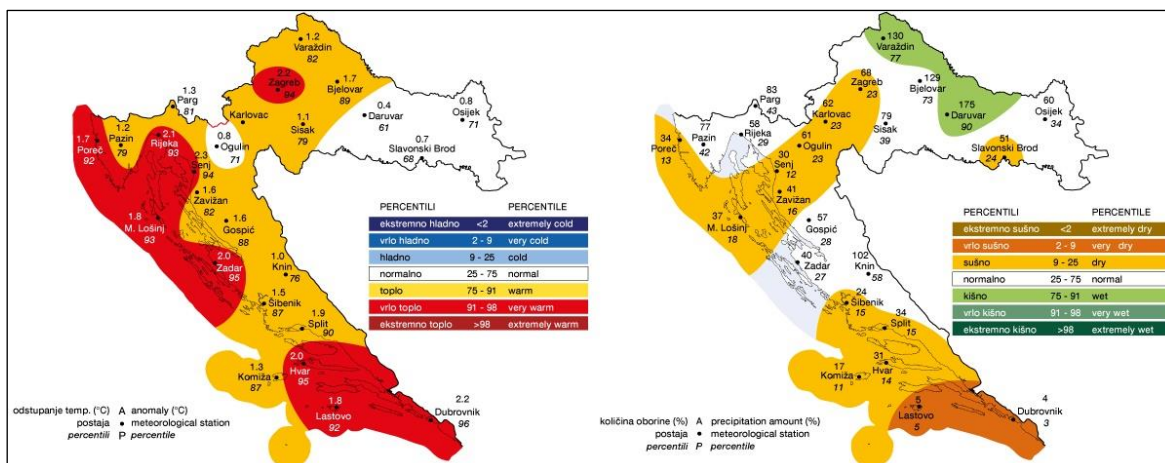 1.2
Varaždin
82
2.2
Zagreb
94
1.7
Bjelovar
89
1.3
Parg
81
Karlovac
1.1
Sisak
79
0.4
Daruvar
61
0.8
Osijek
71
0.7
Slavonski Brod
68
1.7
Poreč
92
1.2
Pazin
79
2.1
Rijeka
93
0.8
Ogulin
71
2.3
Senj
94
1.6
Zavižan
82
1.8
M. Lošinj
93
1.6
Gospić
88
2.0
Zadar
95
1.0
Knin
76
1.5
Šibenik
87
1.9
Split
90
2.0
Hvar
95
1.3
Komiža
87
1.8
Lastovo
92
2.2
Dubrovnik
96
PERCENTILI PERCENTILE
ekstremno hladno <2 extremely cold
vrlo hladno 2 - 9 very cold
hladno 9 - 25 cold
normalno 25 - 75 normal
toplo 75 - 91 warm
vrlo toplo 91 - 98 very warm
ekstremno toplo >98 extremely warm
odstupanje temp. (°C) A anomaly (°C)
postaja • meteorological station
percentili P percentile
130
Varaždin
77
68
Zagreb
23
129
Bjelovar
73
83
Parg
43
62
Karlovac
23
79
Sisak
39
175
Daruvar
90
60
Osijek
34
51
Slavonski Brod
24
34
Poreč
13
77
Pazin
42
58
Rijeka
29
61
Ogulin
23
30
Senj
12
41
Zavižan
16
37
M. Lošinj
18
57
Gospić
28
40
Zadar
27
102
Knin
58
24
Šibenik
15
34
Split
15
31
Hvar
14
17
Komiža
11
5
Lastovo
5
4
Dubrovnik
3
PERCENTILI PERCENTILE
ekstremno sušno <2 extremely dry
vrlo sušno 2 - 9 very dry
sušno 9 - 25 dry
normalno 25 - 75 normal
kišno 75 - 91 wet
vrlo kišno 91 - 98 very wet
ekstremno kišno >98 extremely wet
količina oborine (%) A precipitation amount (%)
postaja • meteorological station
percentili P percentile